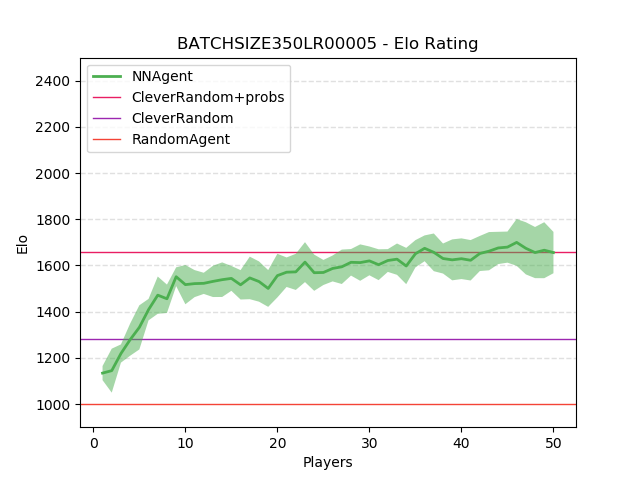 BATCHSIZE350LR00005 - Elo Rating
NNAgent
CleverRandom+probs
CleverRandom
RandomAgent
2400
2200
2000
1800
1600
1400
1200
1000
Elo
0 10 20 30 40 50
Players